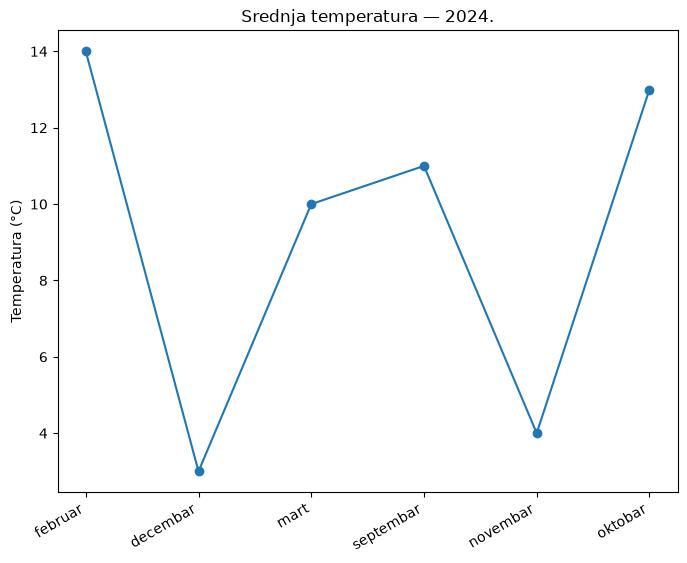 Srednja temperatura — 2024.
Temperatura (°C)
14
12
10
8
6
4
februar
decembar
mart
septembar
novembar
oktobar